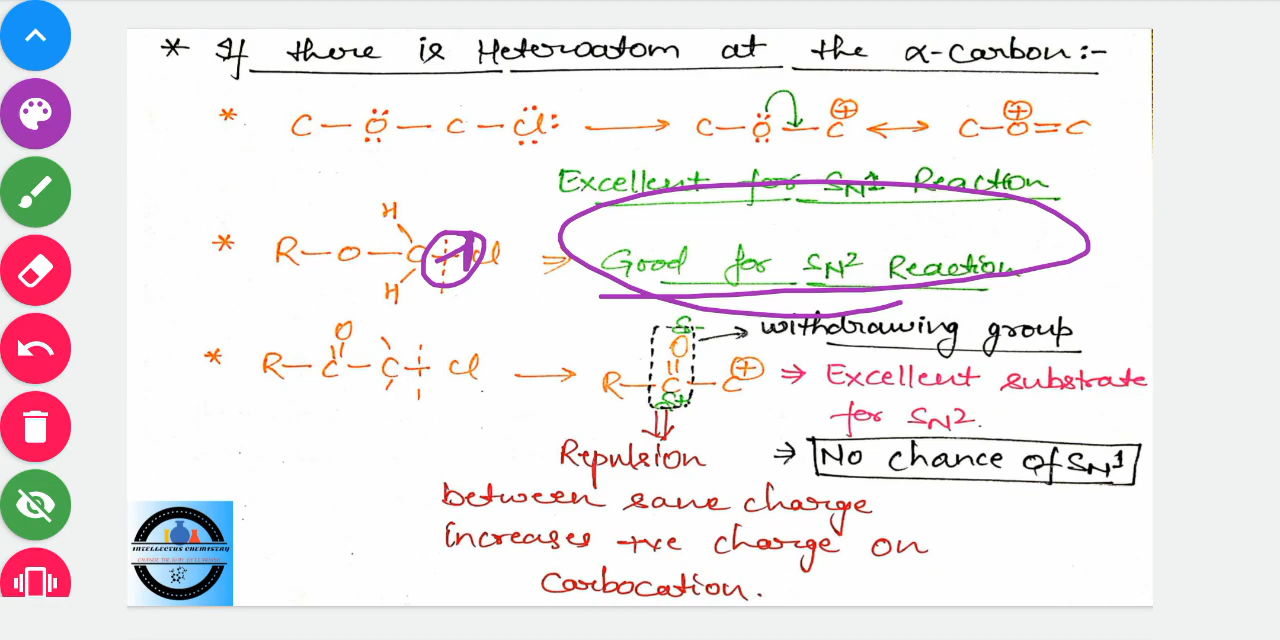 * If there is Heteroatom at the α-carbon:-
* C - Ö - C - Cl: → C - Ö - C⊕ ↔ C - O⊕ = C
Excellent for SN1 Reaction
* R - O - C - Cl ⇒ Good for SN2 Reaction
H
H
* R - C - C - Cl → R - C - C⊕ ⇒ Excellent substrate
O
δ-
O
δ+
→ withdrawing group
for SN2.
Repulsion ⇒ No chance of SN1
between same charge
increases +ve charge on
carbocation.
INTELLECTUS CHEMISTRY